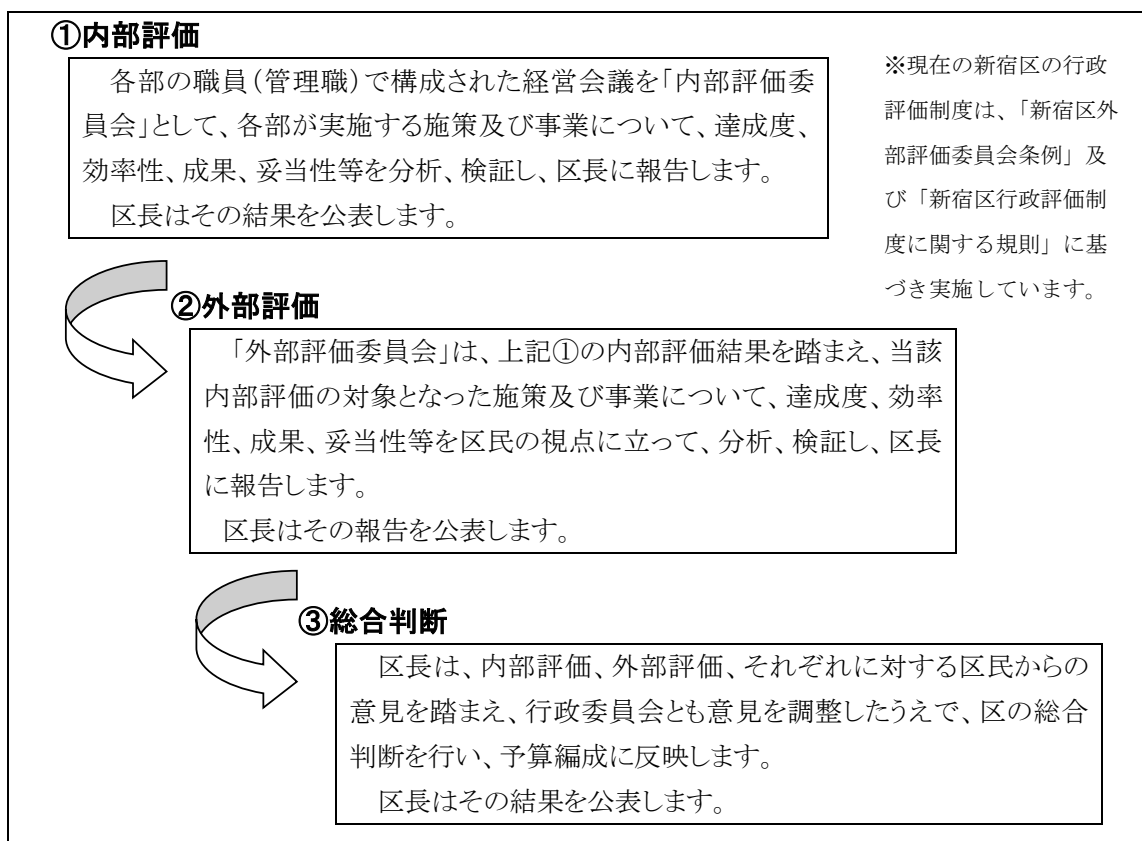 ①内部評価
各部の職員(管理職)で構成された経営会議を「内部評価委
員会」として、各部が実施する施策及び事業について、達成度、
効率性、成果、妥当性等を分析、検証し、区長に報告します。
区長はその結果を公表します。
※現在の新宿区の行政
評価制度は、「新宿区外
部評価委員会条例」及
び「新宿区行政評価制
度に関する規則」に基
づき実施しています。
②外部評価
「外部評価委員会」は、上記①の内部評価結果を踏まえ、当該
内部評価の対象となった施策及び事業について、達成度、効率
性、成果、妥当性等を区民の視点に立って、分析、検証し、区長
に報告します。
区長はその報告を公表します。
③総合判断
区長は、内部評価、外部評価、それぞれに対する区民からの
意見を踏まえ、行政委員会とも意見を調整したうえで、区の総合
判断を行い、予算編成に反映します。
区長はその結果を公表します。